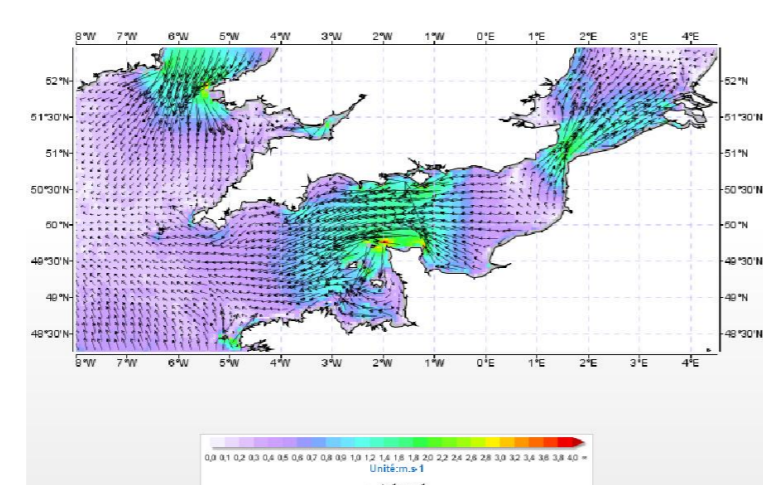 8°W 7°W 6°W 5°W 4°W 3°W 2°W 1°W 0°E 1°E 2°E 3°E 4°E
52°N 52°N
51°30'N 51°30'N
51°N 51°N
50°30'N 50°30'N
50°N 50°N
49°30'N 49°30'N
49°N 49°N
48°30'N 48°30'N
8°W 7°W 6°W 5°W 4°W 3°W 2°W 1°W 0°E 1°E 2°E 3°E 4°E
0,0 0,1 0,2 0,3 0,4 0,5 0,6 0,7 0,8 0,9 1,0 1,2 1,4 1,6 1,8 2,0 2,2 2,4 2,6 2,8 3,0 3,2 3,4 3,6 3,8 4,0
Unité:m.s-1